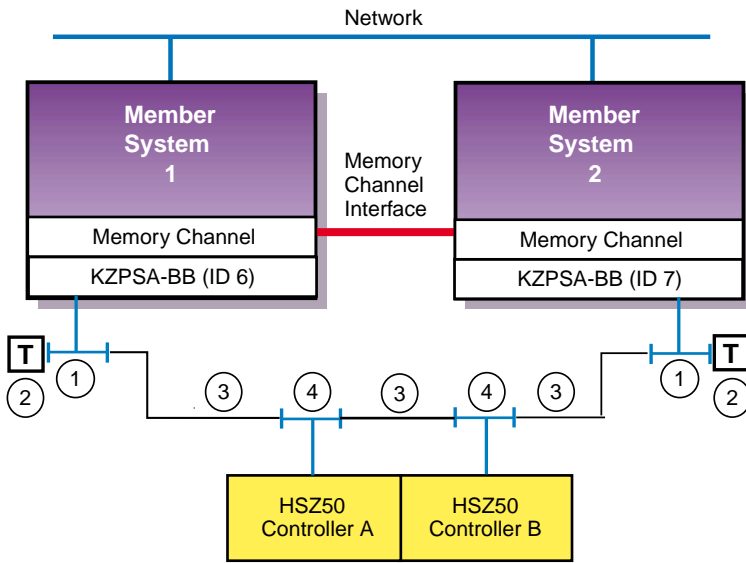 Network
Member
System
1
Member
System
2
Memory
Channel
Interface
Memory Channel
Memory Channel
KZPSA-BB (ID 6)
KZPSA-BB (ID 7)
T
T
1
1
2
2
3
4
3
4
3
HSZ50
Controller A
HSZ50
Controller B